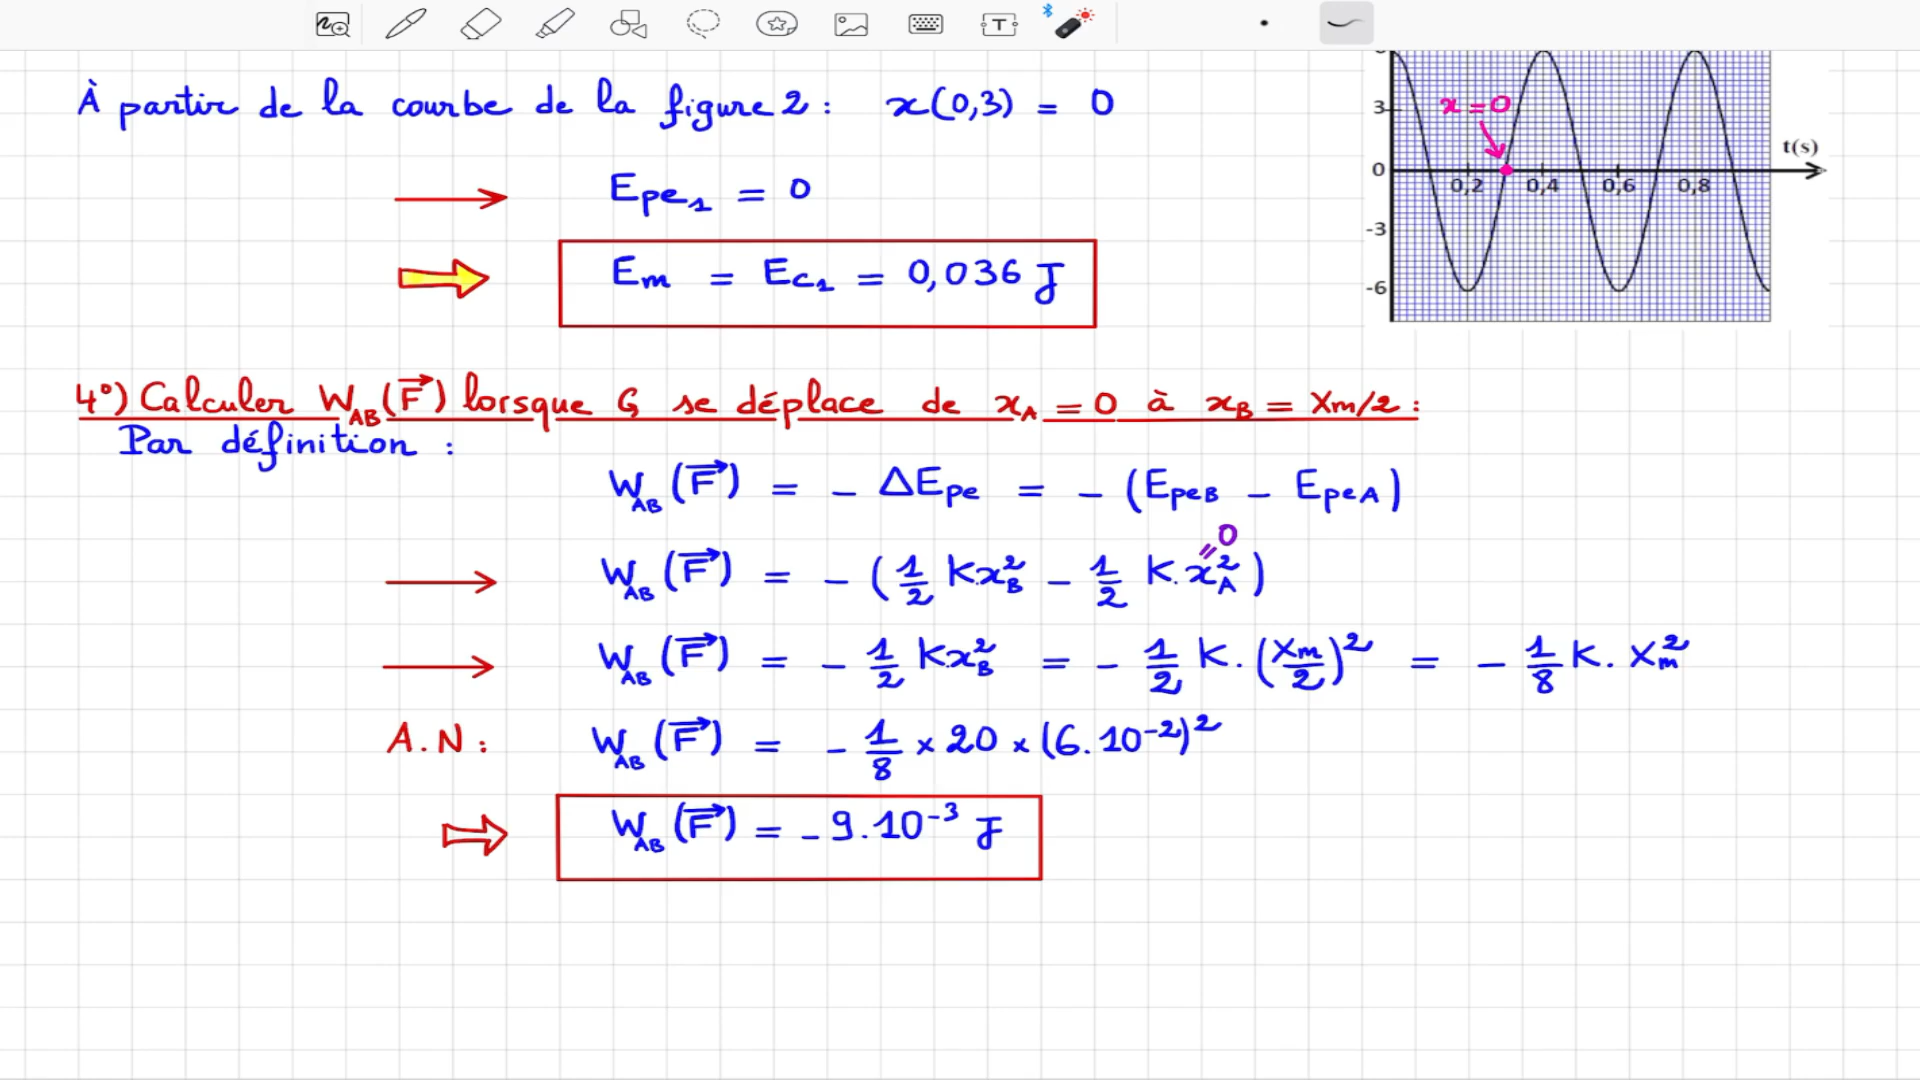 À partir de la courbe de la figure 2 : x(0,3) = 0
Epe₁ = 0
Em = Ec₁ = 0,036 J
x = 0
3
0
-3
-6
0,2 0,4 0,6 0,8
t(s)
4°) Calculer W_AB(F⃗) lorsque G se déplace de x_A = 0 à x_B = Xm/2 :
Par définition :
W_AB(F⃗) = - ΔEpe = - (EpeB - EpeA)
W_AB(F⃗) = - (1/2 K.x_B² - 1/2 K.x_A²) =0
W_AB(F⃗) = - 1/2 K.x_B² = - 1/2 K.(Xm/2)² = - 1/8 K.Xm²
A.N : W_AB(F⃗) = - 1/8 × 20 × (6.10⁻²)²
W_AB(F⃗) = - 9.10⁻³ J